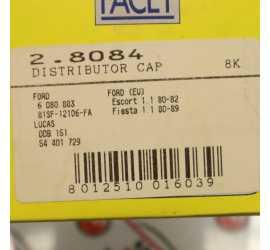 FACET
2.8084
DISTRIBUTOR CAP 8K
FORD FORD (EU)
6 080 883 Escort 1.1 80-82
81SF-12106-FA Fiesta 1.1 80-89
LUCAS
DDB 161
54 401 729
8012510 016039